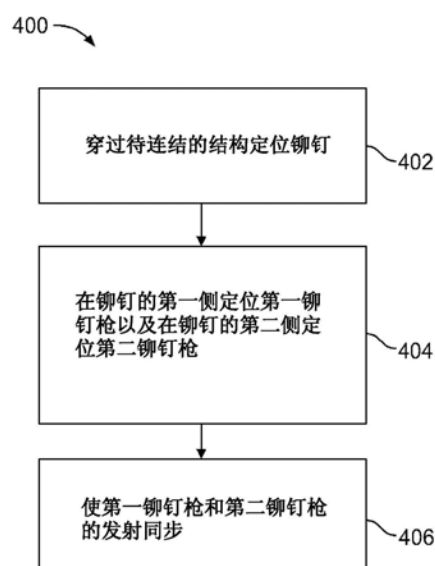 400
穿过待连结的结构定位铆钉
402
在铆钉的第一侧定位第一铆
钉枪以及在铆钉的第二侧定
位第二铆钉枪
404
使第一铆钉枪和第二铆钉枪
的发射同步
406